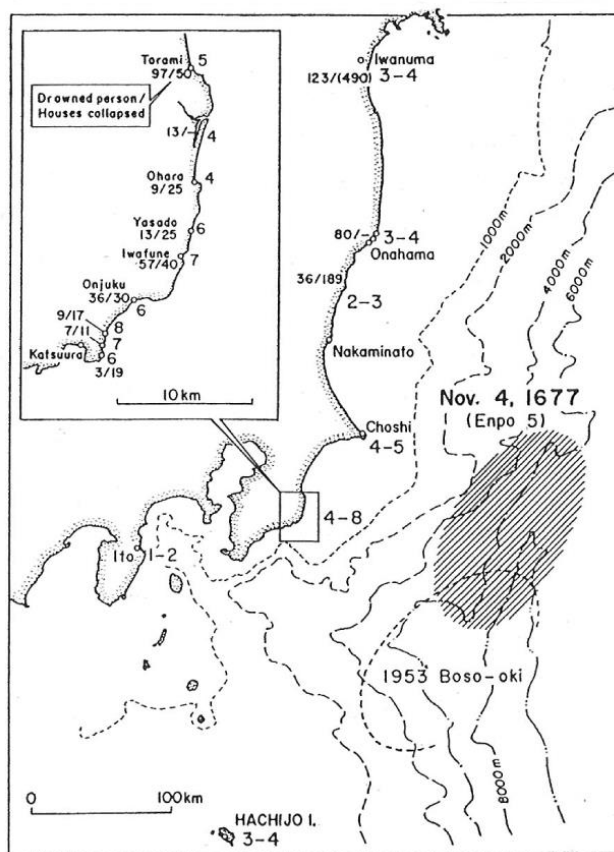 Torami 5
97/50
Drowned person/
Houses collapsed
13/- 4
Ohara 4
9/25
Yasado
13/25 6
Iwafune
57/40 7
Onjuku
36/30 6
9/17 8
7/11 7
Katsuura 6
3/19
10km
Iwanuma
123/(490) 3-4
80/- 3-4
Onahama
36/189
2-3
Nakaminato
Choshi
4-5
4-8
Ito 1-2
1000m
2000m
4000m
6000m
Nov. 4, 1677
(Enpo 5)
1953 Boso-oki
8000m
0 100km
HACHIJO I.
3-4